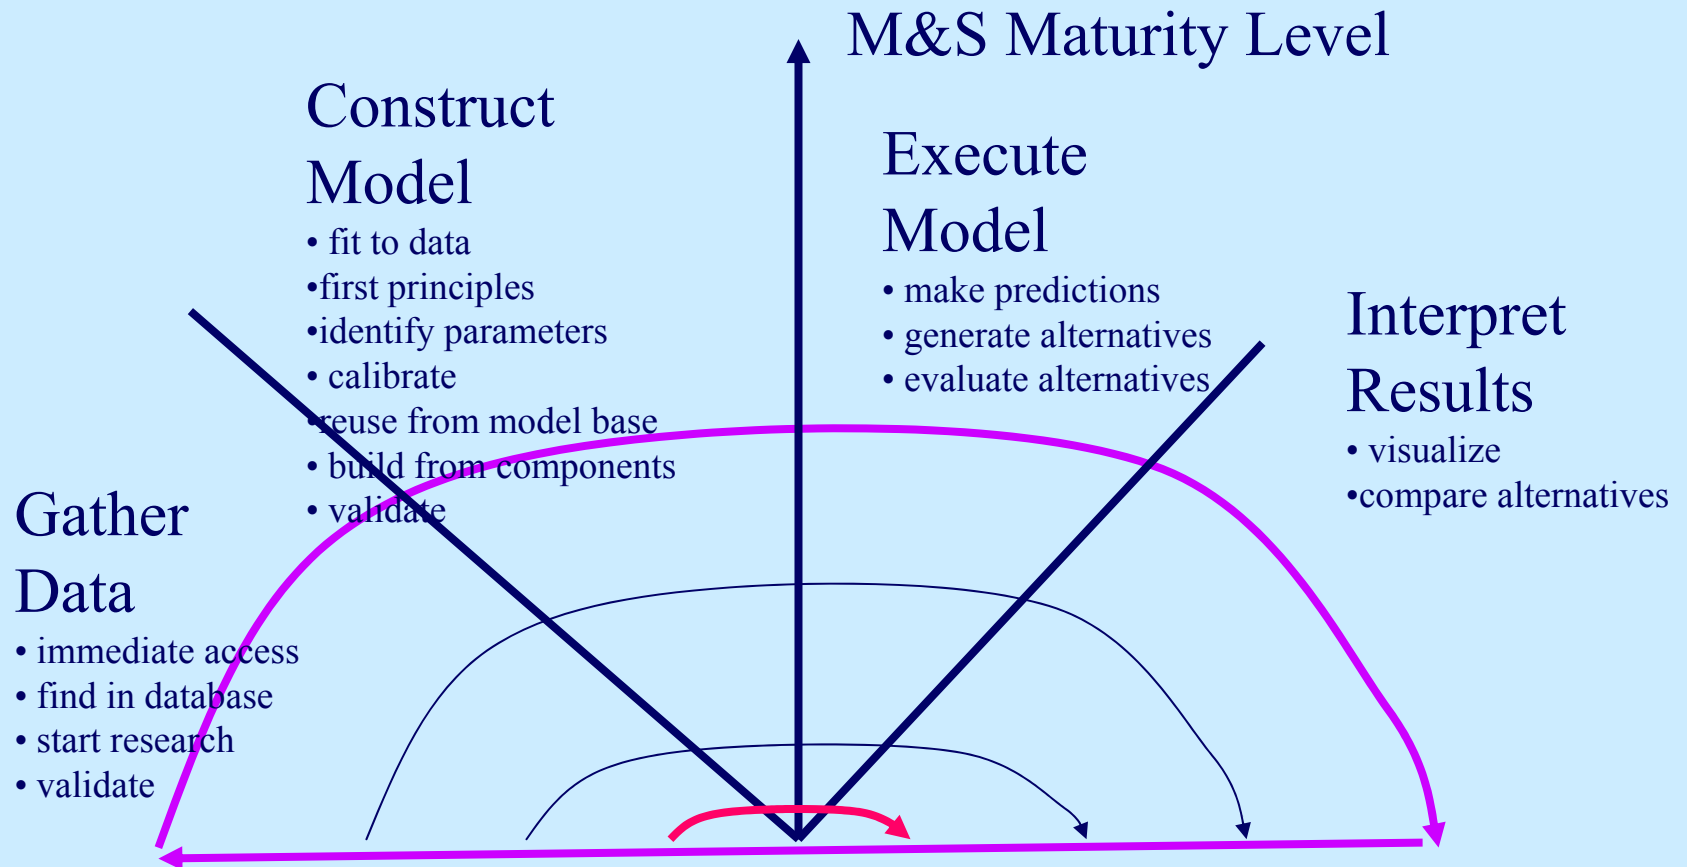 M&S Maturity Level
Construct
Model
• fit to data
•first principles
•identify parameters
• calibrate
•reuse from model base
• build from components
• validate
Execute
Model
• make predictions
• generate alternatives
• evaluate alternatives
Interpret
Results
• visualize
•compare alternatives
Gather
Data
• immediate access
• find in database
• start research
• validate